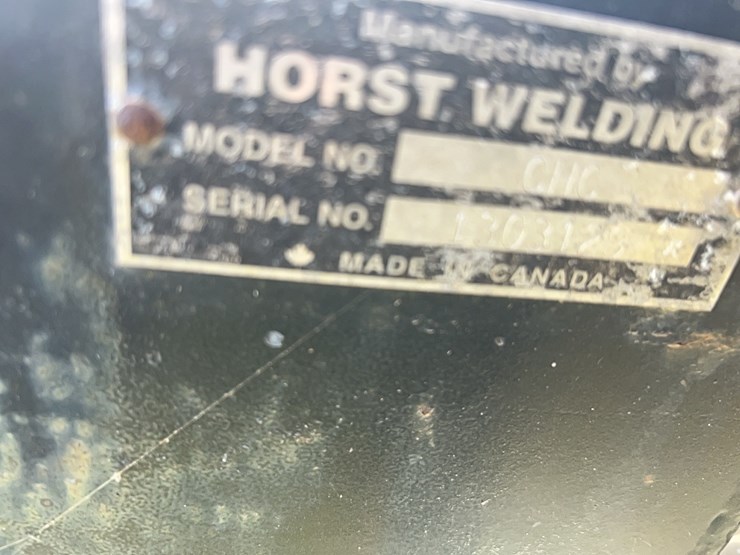 Manufactured by
HORST WELDING
MODEL NO.
SERIAL NO.
MADE IN CANADA